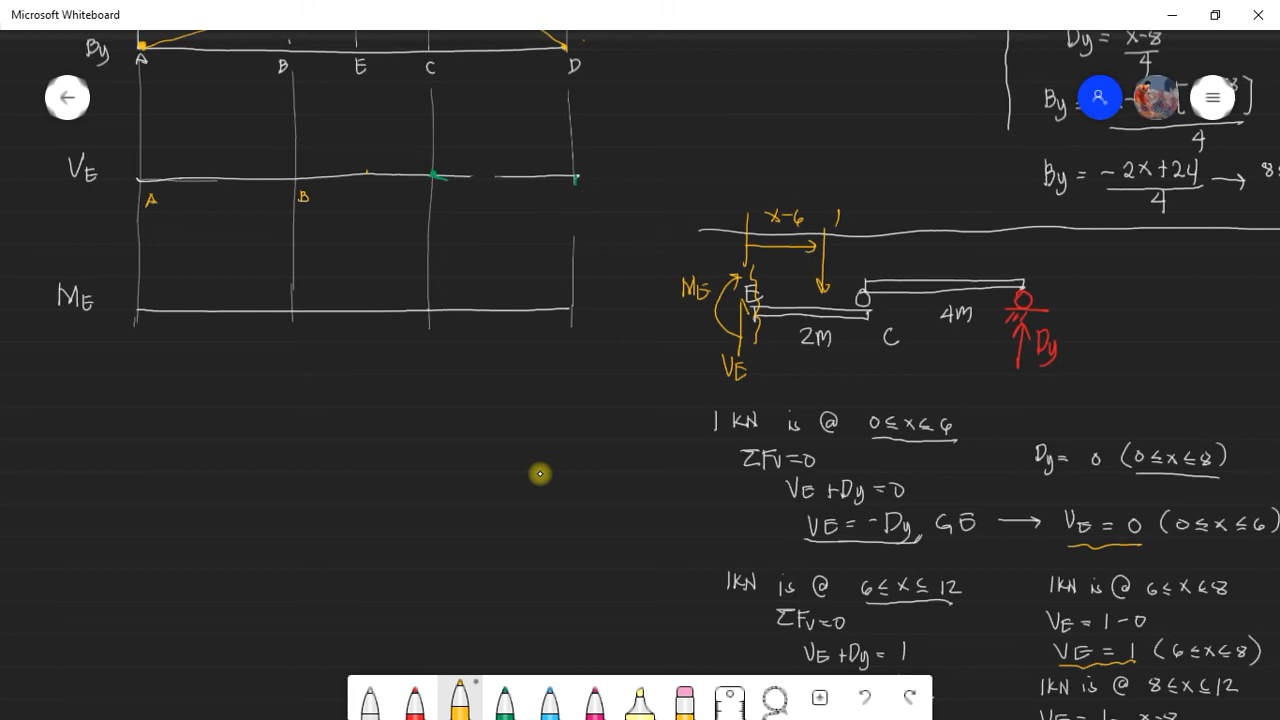 Microsoft Whiteboard
By
A B E C D
VE
A B
ME
Dy = x-8
4
By =
4
By = -2x+24 →
4
x-6 1
ME E
4m
2m C Dy
VE
1 KN is @ 0≤x≤6
ΣFV=0
VE +Dy = 0
VE = -Dy GE → VE = 0 (0≤x≤6)
Dy= 0 (0≤x≤8)
1KN is @ 6≤x≤12
ΣFV=0
VE +Dy = 1
1KN is @ 6≤x≤8
VE = 1-0
VE = 1 (6≤x≤8)
1KN is @ 8≤x≤12